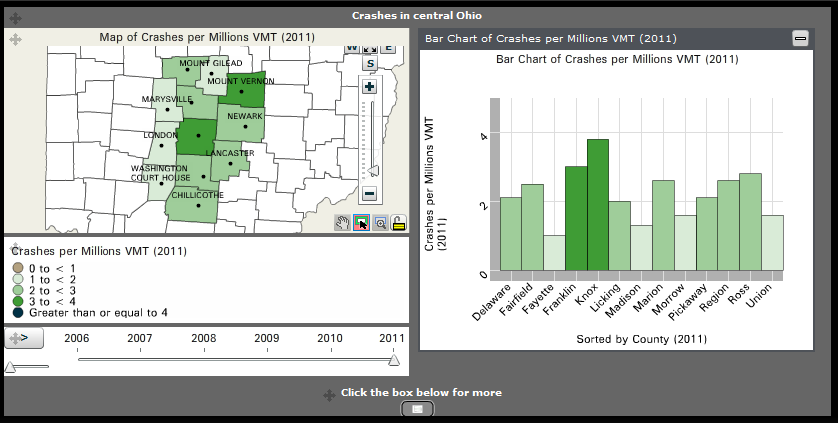 Crashes in central Ohio
Map of Crashes per Millions VMT (2011)
W E
S
MOUNT GILEAD
MOUNT VERNON
MARYSVILLE
NEWARK
LONDON
LANCASTER
WASHINGTON
COURT HOUSE
CHILLICOTHE
Crashes per Millions VMT (2011)
0 to < 1
1 to < 2
2 to < 3
3 to < 4
Greater than or equal to 4
> 2006 2007 2008 2009 2010 2011
Bar Chart of Crashes per Millions VMT (2011)
Bar Chart of Crashes per Millions VMT (2011)
Crashes per Millions VMT
(2011)
4
2
0
Delaware Fairfield Fayette Franklin Knox Licking Madison Marion Morrow Pickaway Region Ross Union
Sorted by County (2011)
Click the box below for more